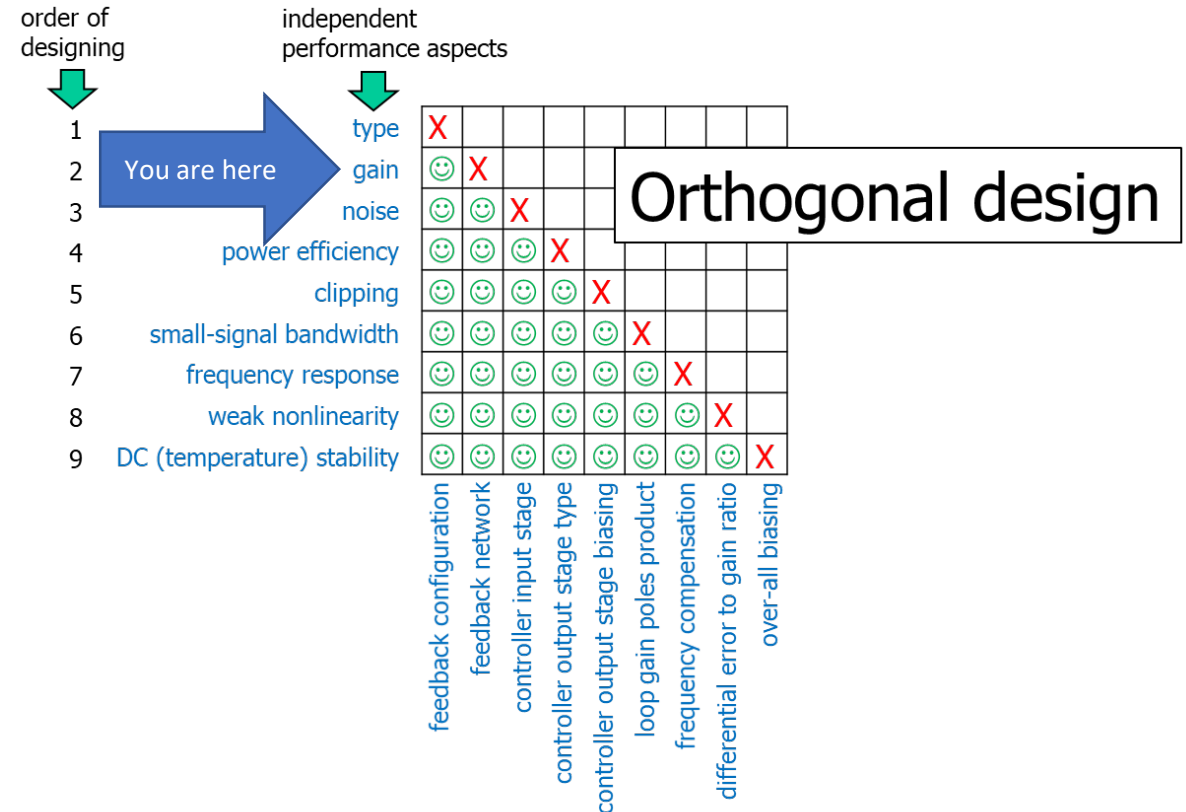 order of
designing
independent
performance aspects
1
type
X
2
You are here
gain
X
3
noise
X
Orthogonal design
4
power efficiency
X
5
clipping
X
6
small-signal bandwidth
X
7
frequency response
X
8
weak nonlinearity
X
9
DC (temperature) stability
X
feedback configuration
feedback network
controller input stage
controller output stage type
controller output stage biasing
loop gain poles product
frequency compensation
differential error to gain ratio
over-all biasing